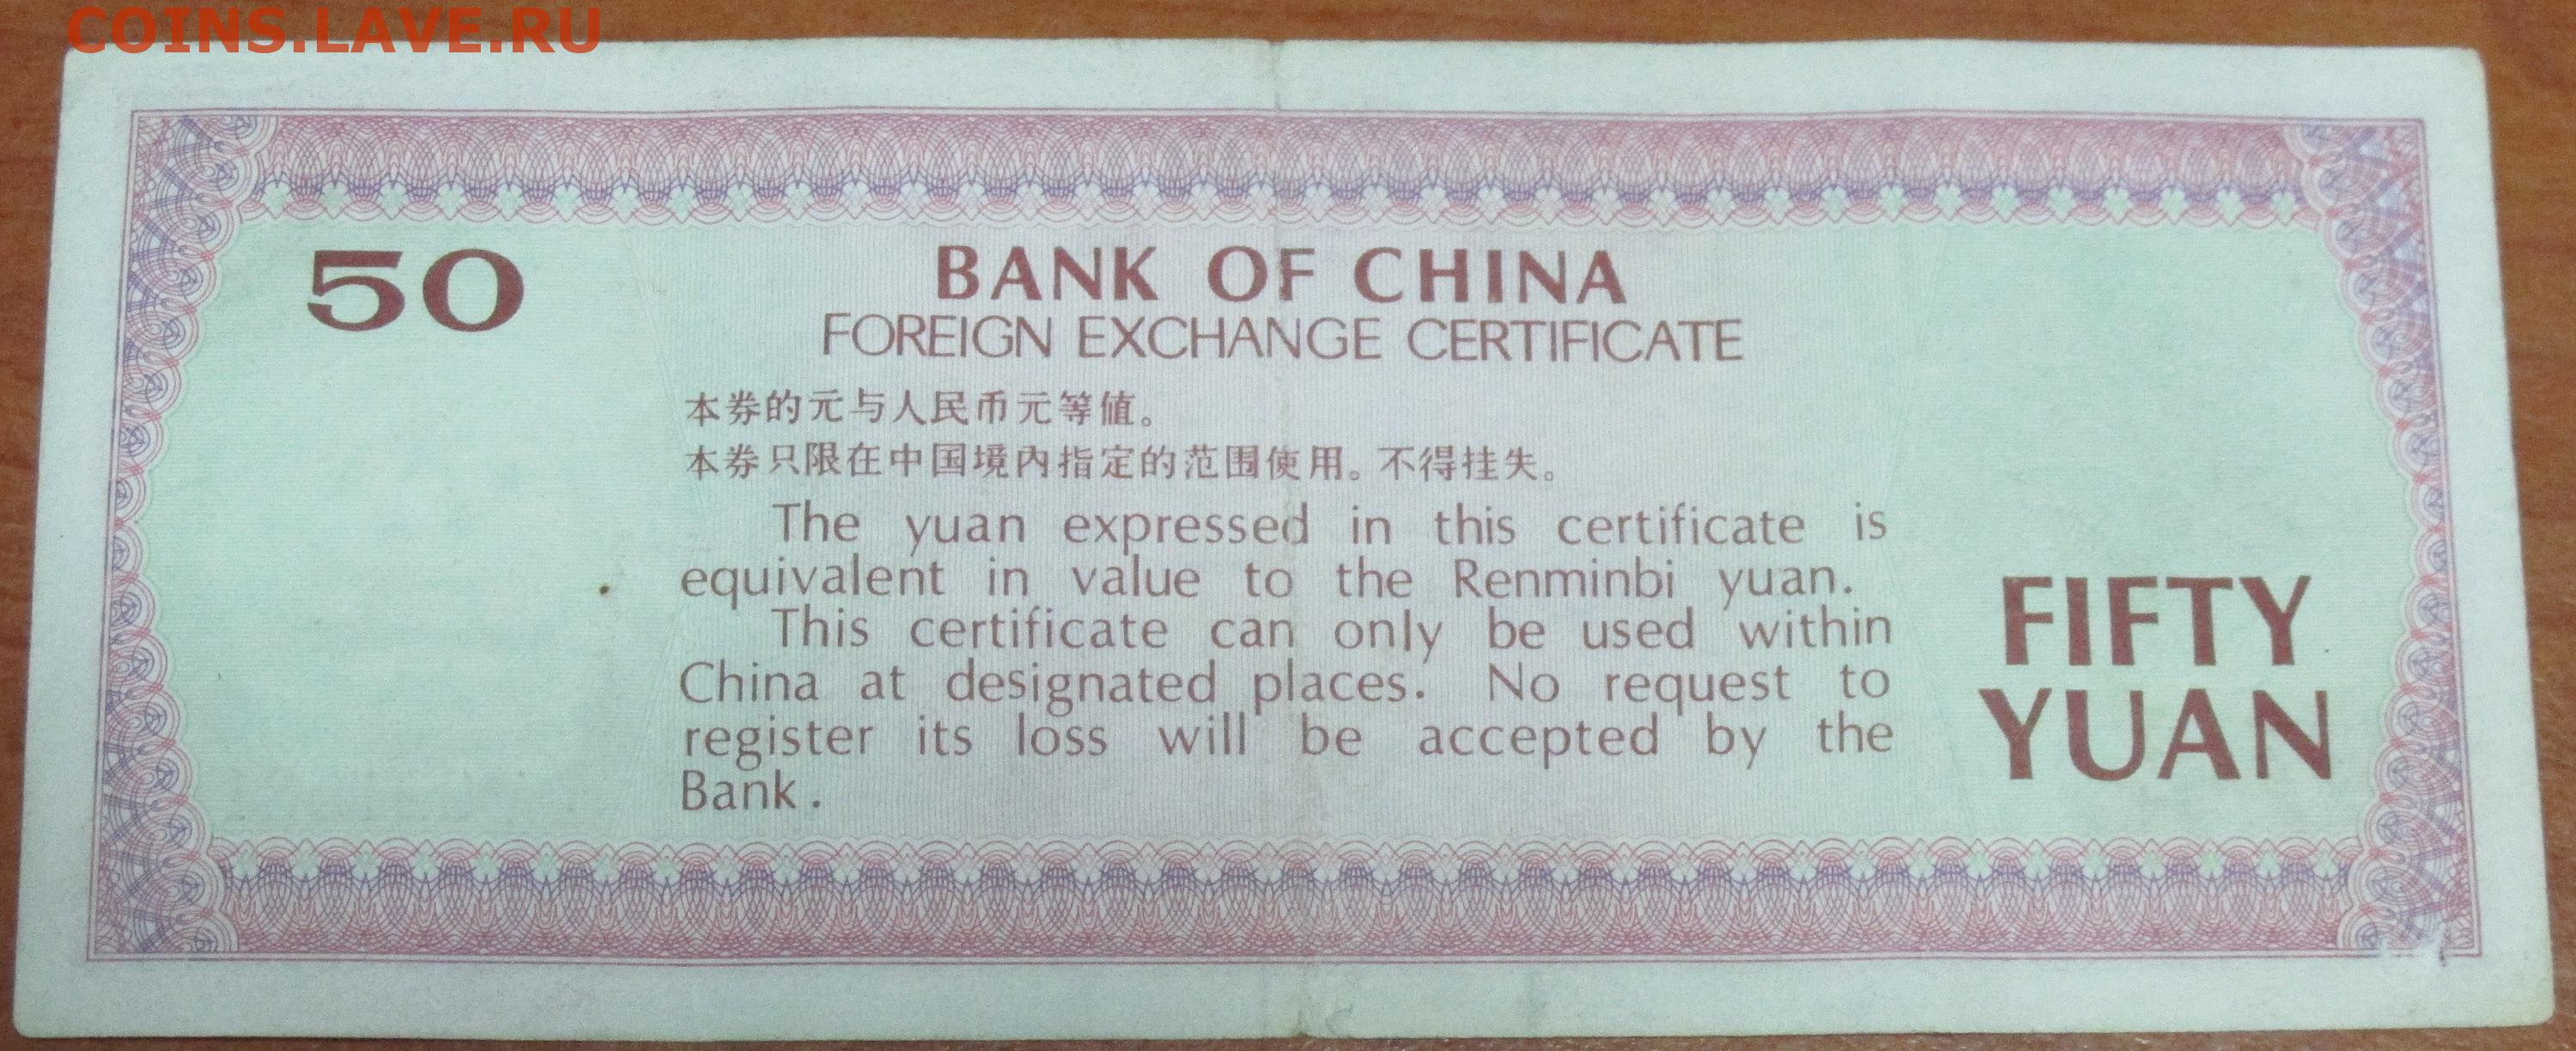 COINS.LAVE.RU
50
BANK OF CHINA
FOREIGN EXCHANGE CERTIFICATE
本券的元与人民币元等値。
本券只限在中国境内指定的范围使用。不得挂失。
The yuan expressed in this certificate is
equivalent in value to the Renminbi yuan.
This certificate can only be used within
China at designated places. No request to
register its loss will be accepted by the
Bank.
FIFTY
YUAN